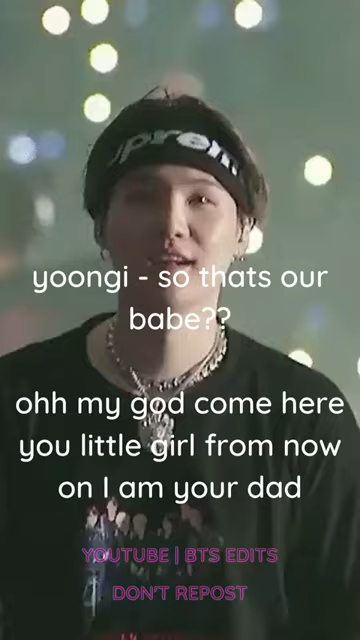 uprem
yoongi - so thats our
babe??
ohh my god come here
you little girl from now
on I am your dad
YOUTUBE | BTS EDITS
DON'T REPOST